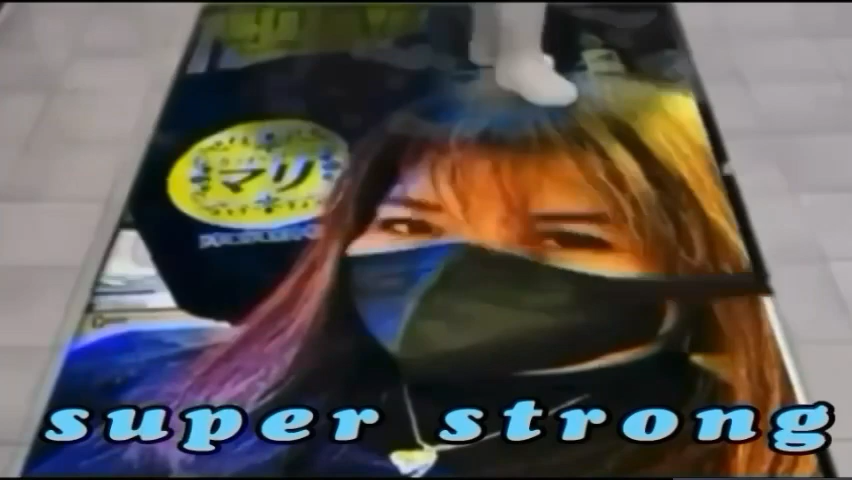 マリ
super strong